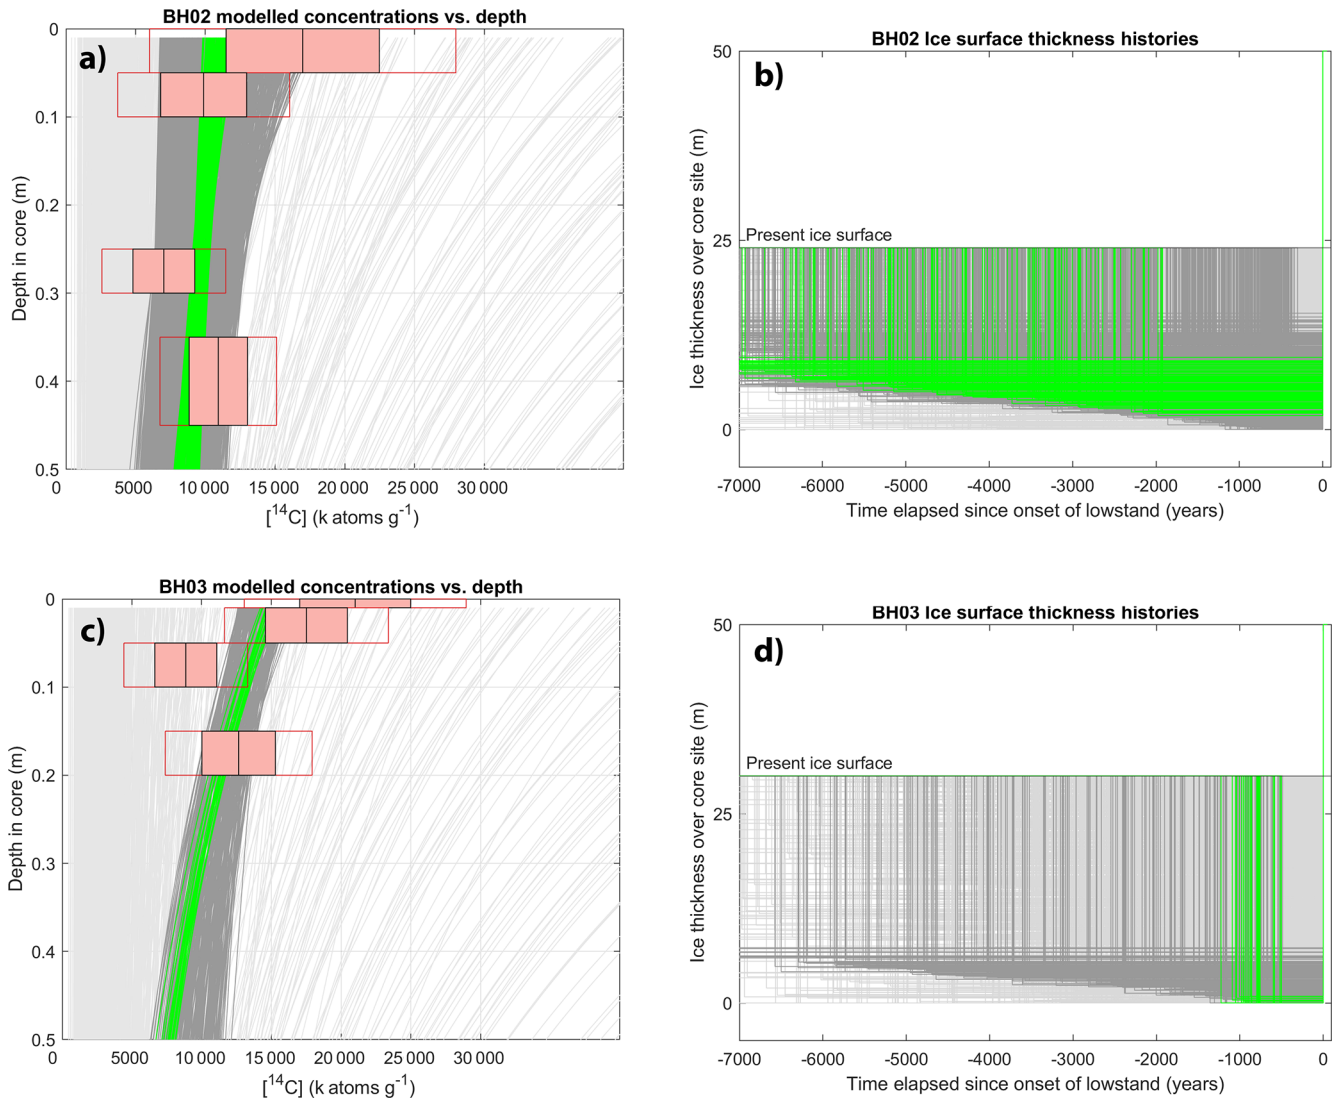 BH02 modelled concentrations vs. depth
a)
0
0.1
0.2
0.3
0.4
0.5
Depth in core (m)
0 5000 10 000 15 000 20 000 30 000
[14C] (k atoms g-1)
BH02 Ice surface thickness histories
b)
50
25
0
Ice thickness over core site (m)
Present ice surface
-7000 -6000 -5000 -4000 -3000 -2000 -1000 0
Time elapsed since onset of lowstand (years)
BH03 modelled concentrations vs. depth
c)
0
0.1
0.2
0.3
0.4
0.5
Depth in core (m)
0 5000 10 000 15 000 20 000 30 000
[14C] (k atoms g-1)
BH03 Ice surface thickness histories
d)
50
25
0
Ice thickness over core site (m)
Present ice surface
-7000 -6000 -5000 -4000 -3000 -2000 -1000 0
Time elapsed since onset of lowstand (years)